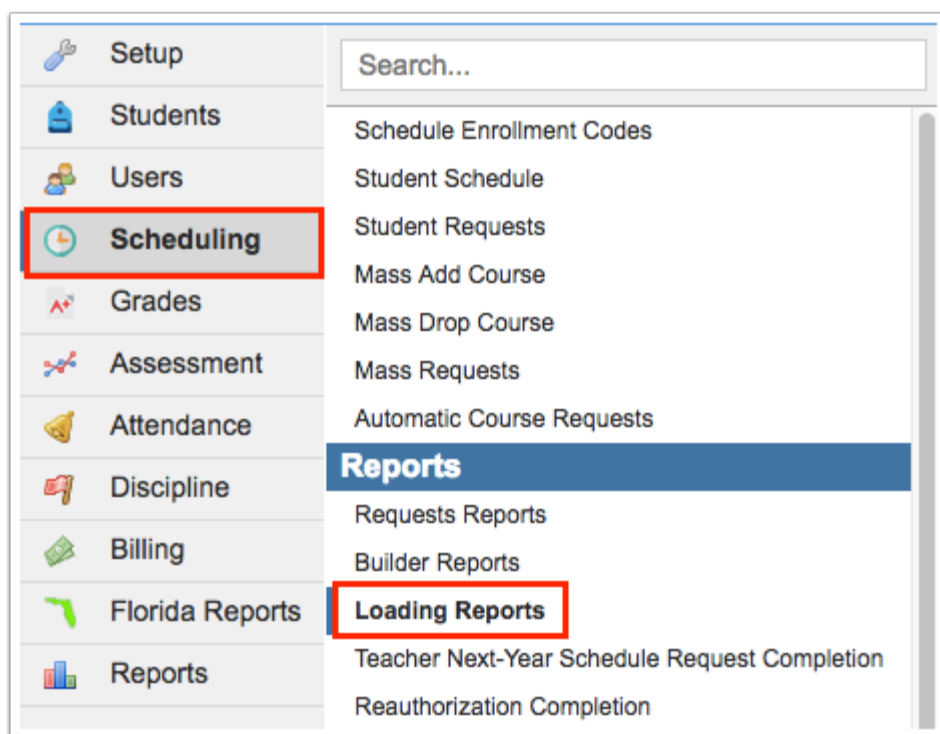 Setup
Students
Users
Scheduling
A+
Grades
Assessment
Attendance
Discipline
Billing
Florida Reports
Reports
Search...
Schedule Enrollment Codes
Student Schedule
Student Requests
Mass Add Course
Mass Drop Course
Mass Requests
Automatic Course Requests
Reports
Requests Reports
Builder Reports
Loading Reports
Teacher Next-Year Schedule Request Completion
Reauthorization Completion